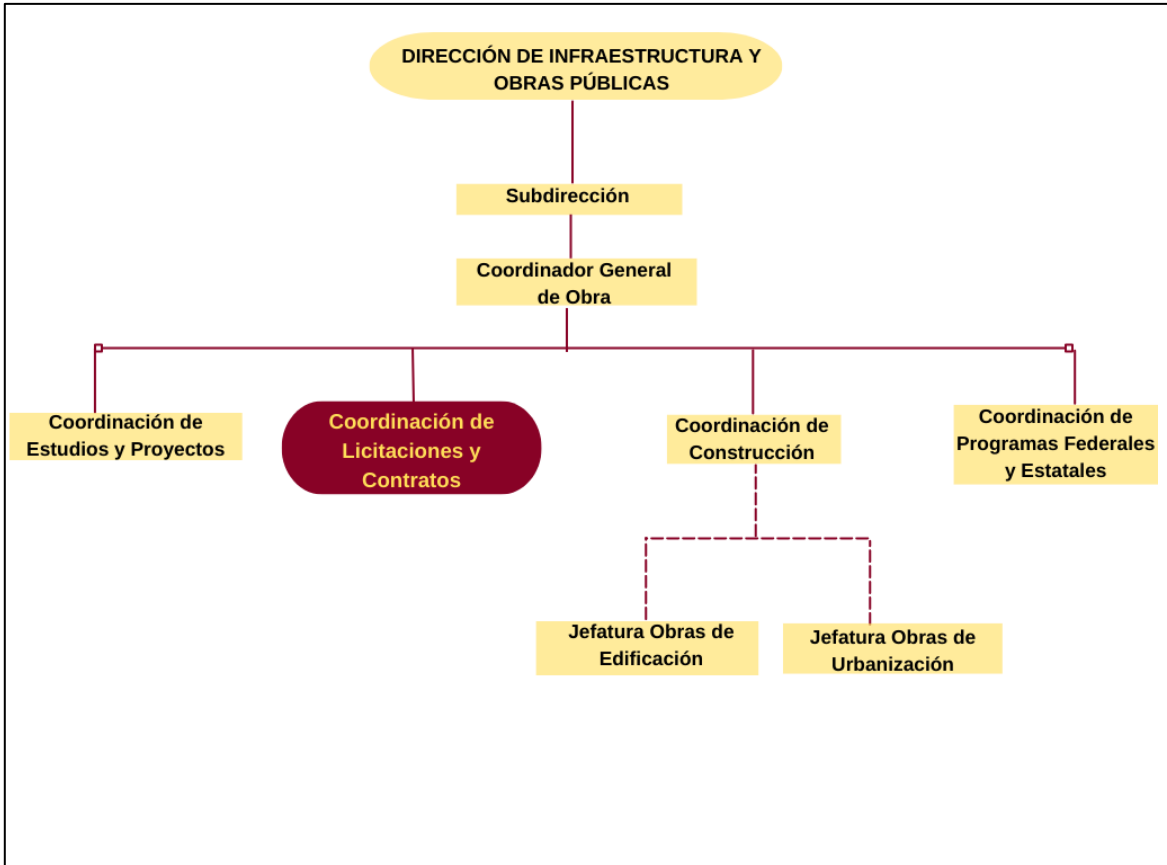 DIRECCIÓN DE INFRAESTRUCTURA Y
OBRAS PÚBLICAS
Subdirección
Coordinador General
de Obra
Coordinación de
Estudios y Proyectos
Coordinación de
Licitaciones y
Contratos
Coordinación de
Construcción
Coordinación de
Programas Federales
y Estatales
Jefatura Obras de
Edificación
Jefatura Obras de
Urbanización